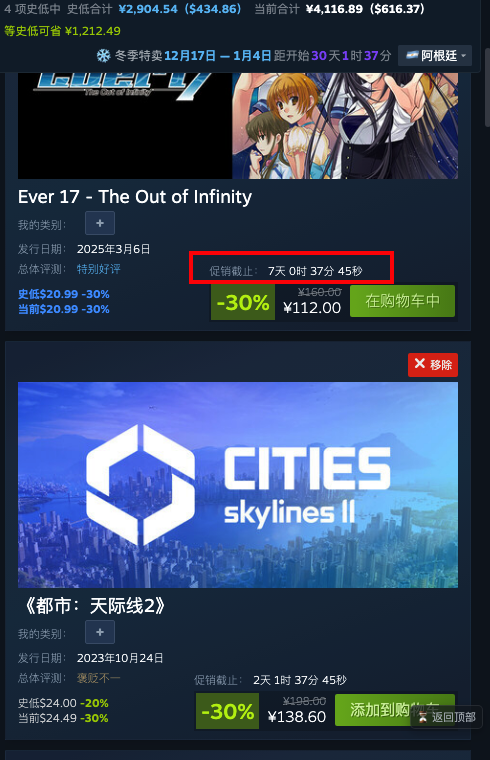 4 项史低中 史低合计 ¥2,904.54（$434.86） 当前合计 ¥4,116.89（$616.37）
等史低可省 ¥1,212.49
冬季特卖12月17日 — 1月4日距开始30天1时37分
阿根廷
Ever 17
The Out of Infinity
Ever 17 - The Out of Infinity
我的类别：
+
发行日期： 2025年3月6日
总体评测： 特别好评
促销截止： 7天 0时 37分 45秒
史低$20.99 -30%
当前$20.99 -30%
-30%
¥160.00
¥112.00
在购物车中
移除
CITIES
skylines II
《都市：天际线2》
我的类别：
+
发行日期： 2023年10月24日
总体评测： 褒贬不一
促销截止： 2天 1时 37分 45秒
史低$24.00 -20%
当前$24.49 -30%
-30%
¥198.00
¥138.60
添加到购物车
返回顶部